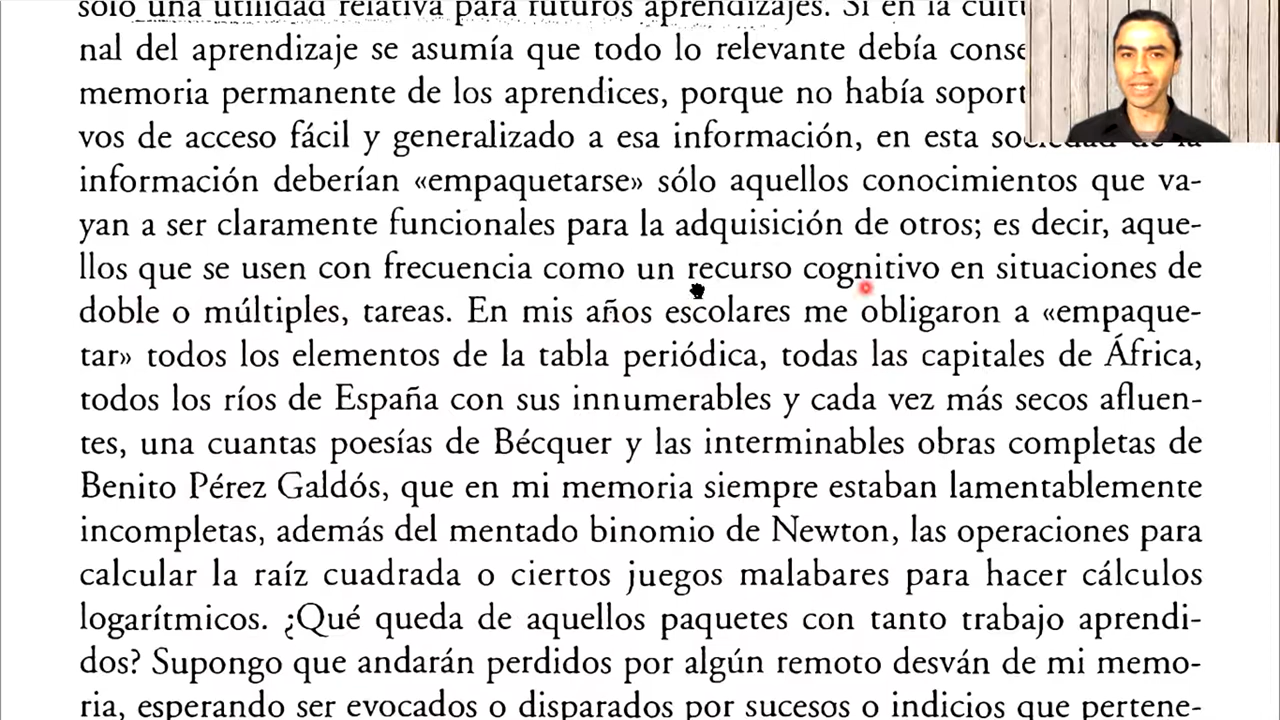 sólo una utilidad relativa para futuros aprendizajes. Si en la
nal del aprendizaje se asumía que todo lo relevante debía
memoria permanente de los aprendices, porque no había
vos de acceso fácil y generalizado a esa información, en esta sociedad de la
información deberían «empaquetarse» sólo aquellos conocimientos que va-
yan a ser claramente funcionales para la adquisición de otros; es decir, aque-
llos que se usen con frecuencia como un recurso cognitivo en situaciones de
doble o múltiples, tareas. En mis años escolares me obligaron a «empaque-
tar» todos los elementos de la tabla periódica, todas las capitales de África,
todos los ríos de España con sus innumerables y cada vez más secos afluen-
tes, una cuantas poesías de Bécquer y las interminables obras completas de
Benito Pérez Galdós, que en mi memoria siempre estaban lamentablemente
incompletas, además del mentado binomio de Newton, las operaciones para
calcular la raíz cuadrada o ciertos juegos malabares para hacer cálculos
logarítmicos. ¿Qué queda de aquellos paquetes con tanto trabajo aprendi-
dos? Supongo que andarán perdidos por algún remoto desván de mi memo-
ria, esperando ser evocados o disparados por sucesos o indicios que pertene-